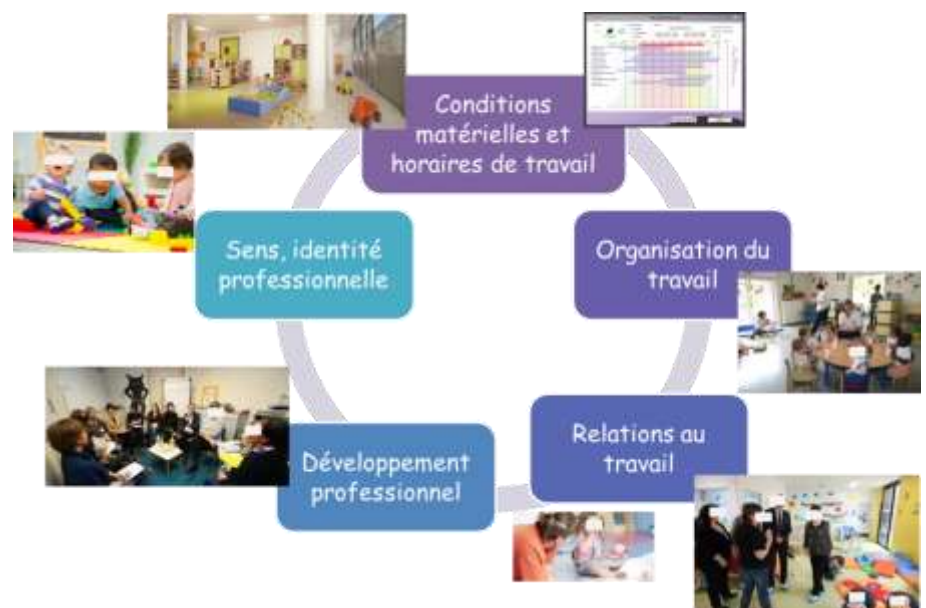 Conditions
matérielles et
horaires de travail
Organisation du
travail
Relations au
travail
Développement
professionnel
Sens, identité
professionnelle